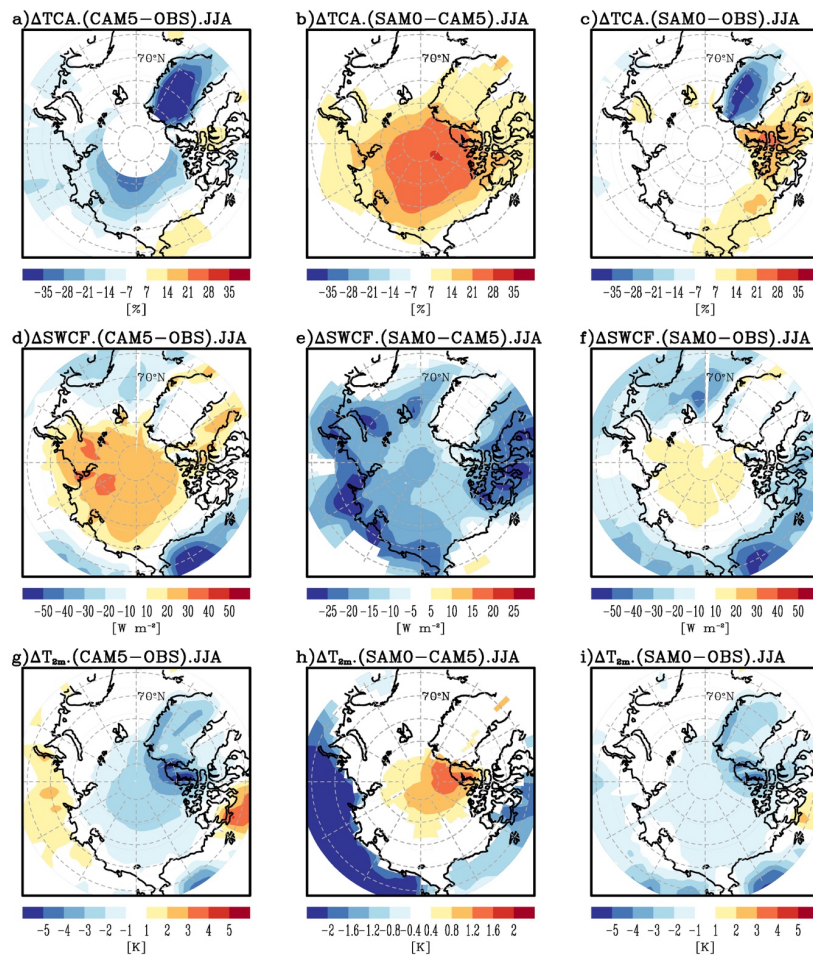 a)ΔTCA.(CAM5−OBS).JJA
b)ΔTCA.(SAM0−CAM5).JJA
c)ΔTCA.(SAM0−OBS).JJA
70°N
70°N
70°N
−35 −28 −21 −14 −7 7 14 21 28 35
[%]
−35 −28 −21 −14 −7 7 14 21 28 35
[%]
−35 −28 −21 −14 −7 7 14 21 28 35
[%]
d)ΔSWCF.(CAM5−OBS).JJA
e)ΔSWCF.(SAM0−CAM5).JJA
f)ΔSWCF.(SAM0−OBS).JJA
70°N
70°N
70°N
−50 −40 −30 −20 −10 10 20 30 40 50
[W m⁻²]
−25 −20 −15 −10 −5 5 10 15 20 25
[W m⁻²]
−50 −40 −30 −20 −10 10 20 30 40 50
[W m⁻²]
g)ΔT₂ₘ.(CAM5−OBS).JJA
h)ΔT₂ₘ.(SAM0−CAM5).JJA
i)ΔT₂ₘ.(SAM0−OBS).JJA
70°N
70°N
70°N
−5 −4 −3 −2 −1 1 2 3 4 5
[K]
−2 −1.6 −1.2 −0.8 −0.4 0.4 0.8 1.2 1.6 2
[K]
−5 −4 −3 −2 −1 1 2 3 4 5
[K]